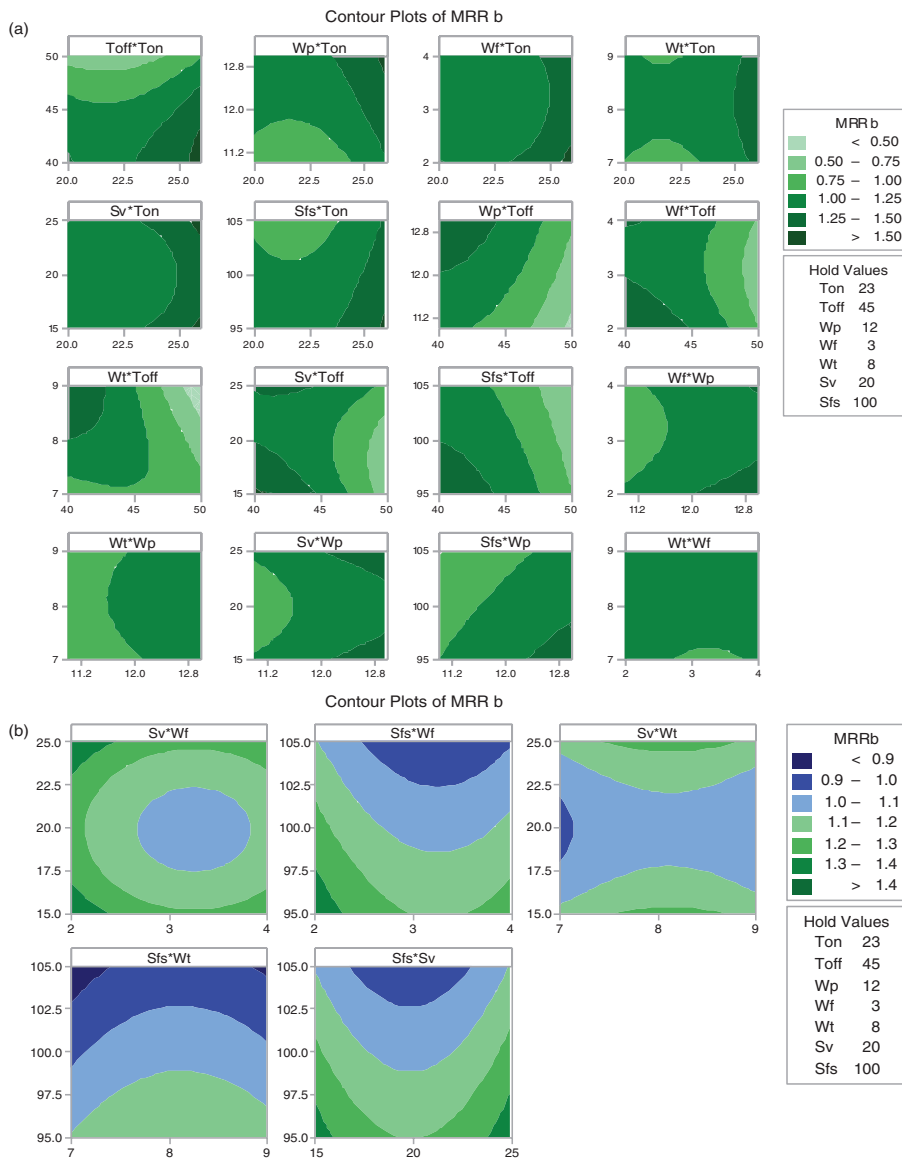 Contour Plots of MRR b
(a)
Toff*Ton
Wp*Ton
Wf*Ton
Wt*Ton
50
45
40
20.0 22.5 25.0
12.8
12.0
11.2
20.0 22.5 25.0
4
3
2
20.0 22.5 25.0
9
8
7
20.0 22.5 25.0
MRR b
< 0.50
0.50 – 0.75
0.75 – 1.00
1.00 – 1.25
1.25 – 1.50
> 1.50
Sv*Ton
Sfs*Ton
Wp*Toff
Wf*Toff
25
20
15
20.0 22.5 25.0
105
100
95
20.0 22.5 25.0
12.8
12.0
112
40 45 50
4
3
2
40 45 50
Hold Values
Ton 23
Toff 45
Wp 12
Wf 3
Wt 8
Sv 20
Sfs 100
Wt*Toff
Sv*Toff
Sfs*Toff
Wf*Wp
9
8
7
40 45 50
25
20
15
40 45 50
105
100
95
40 45 50
4
3
2
11.2 12.0 12.8
Wt*Wp
Sv*Wp
Sfs*Wp
Wt*Wf
9
8
7
11.2 12.0 12.8
25
20
15
11.2 12.0 12.8
105
100
95
11.2 12.0 12.8
9
8
7
2 3 4
Contour Plots of MRR b
(b)
Sv*Wf
Sfs*Wf
Sv*Wt
25.0
22.5
20.0
17.5
15.0
2 3 4
105.0
102.5
100.0
97.5
95.0
2 3 4
25.0
22.5
20.0
17.5
15.0
7 8 9
MRRb
< 0.9
0.9 – 1.0
1.0 – 1.1
1.1 – 1.2
1.2 – 1.3
1.3 – 1.4
> 1.4
Sfs*Wt
Sfs*Sv
105.0
102.5
100.0
97.5
95.0
7 8 9
105.0
102.5
100.0
97.5
95.0
15 20 25
Hold Values
Ton 23
Toff 45
Wp 12
Wf 3
Wt 8
Sv 20
Sfs 100